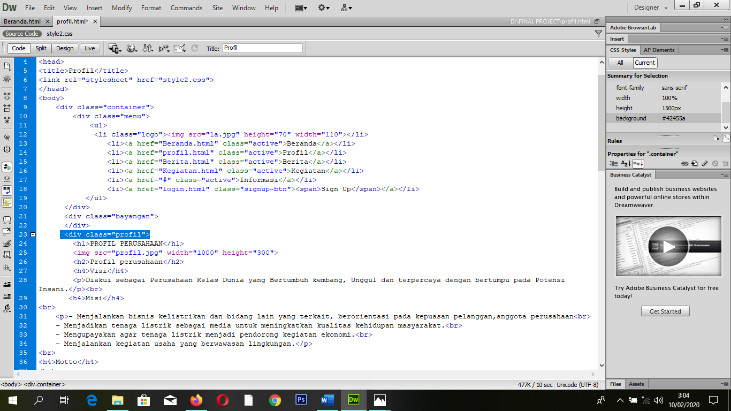 Dw File Edit View Insert Modify Format Commands Site Window Help Designer
Beranda.html × profil.html* × D:\FINAL PROJECT\profil.html
Source Code style2.css
Code Split Design Live Title: Profil
4 <head>
5 <title>Profil</title>
6 <link rel="stylesheet" href="style2.css">
7 </head>
8 <body>
9 <div class="container">
10 <div class="menu">
11 <ul>
12 <li class="logo"><img src="1a.jpg" height="70" width="110"></li>
13 <li><a href="Beranda.html" class="active">Beranda</a></li>
14 <li><a href="profil.html" class="active">Profil</a></li>
15 <li><a href="Berita.html" class="active">Berita</a></li>
16 <li><a href="Kegiatan.html" class="active">Kegiatan</a></li>
17 <li><a href="#" class="active">Informasi</a></li>
18 <li><a href="login.html" class="signup-btn"><span>Sign Up</span></a></li>
19 </ul>
20 </div>
21 <div class="bayangan">
22 </div>
23 <div class="profil">
24 <h1>PROFIL PERUSAHAAN</h1>
25 <img src="profil.jpg" width="1000" height="300">
26 <h2>Profil perusahaan</h2>
27 <h4>Visi</h4>
28 <p>Diakui sebagai Perusahaan Kelas Dunia yang Bertumbuh kembang, Unggul dan terpercaya dengan bertumpu pada Potensi
Insani.</p><br>
29 <h4>Misi</h4>
30 <br>
31 <p>- Menjalankan bisnis kelistrikan dan bidang lain yang terkait, berorientasi pada kepuasan pelanggan,anggota perusahaan<br>
32 - Menjadikan tenaga listrik sebagai media untuk meningkatkan kualitas kehidupan masyarakat.<br>
33 - Mengupayakan agar tenaga listrik menjadi pendorong kegiatan ekonomi.<br>
34 - Menjalankan kegiatan usaha yang berwawasan lingkungan.</p>
35 <br>
36 <h4>Motto</h4>
<body> <div.container> 477K / 10 sec Unicode (UTF-8)
Adobe BrowserLab
Insert
CSS Styles AP Elements
All Current
Summary for Selection
font-family sans-serif
width 100%
height 1500px
background #42455a
Rules
Properties for ".container"
Business Catalyst
Build and publish business websites
and powerful online stores within
Dreamweaver.
Try Adobe Business Catalyst for free
today!
Get Started
Files Assets
3:04
10/02/2020